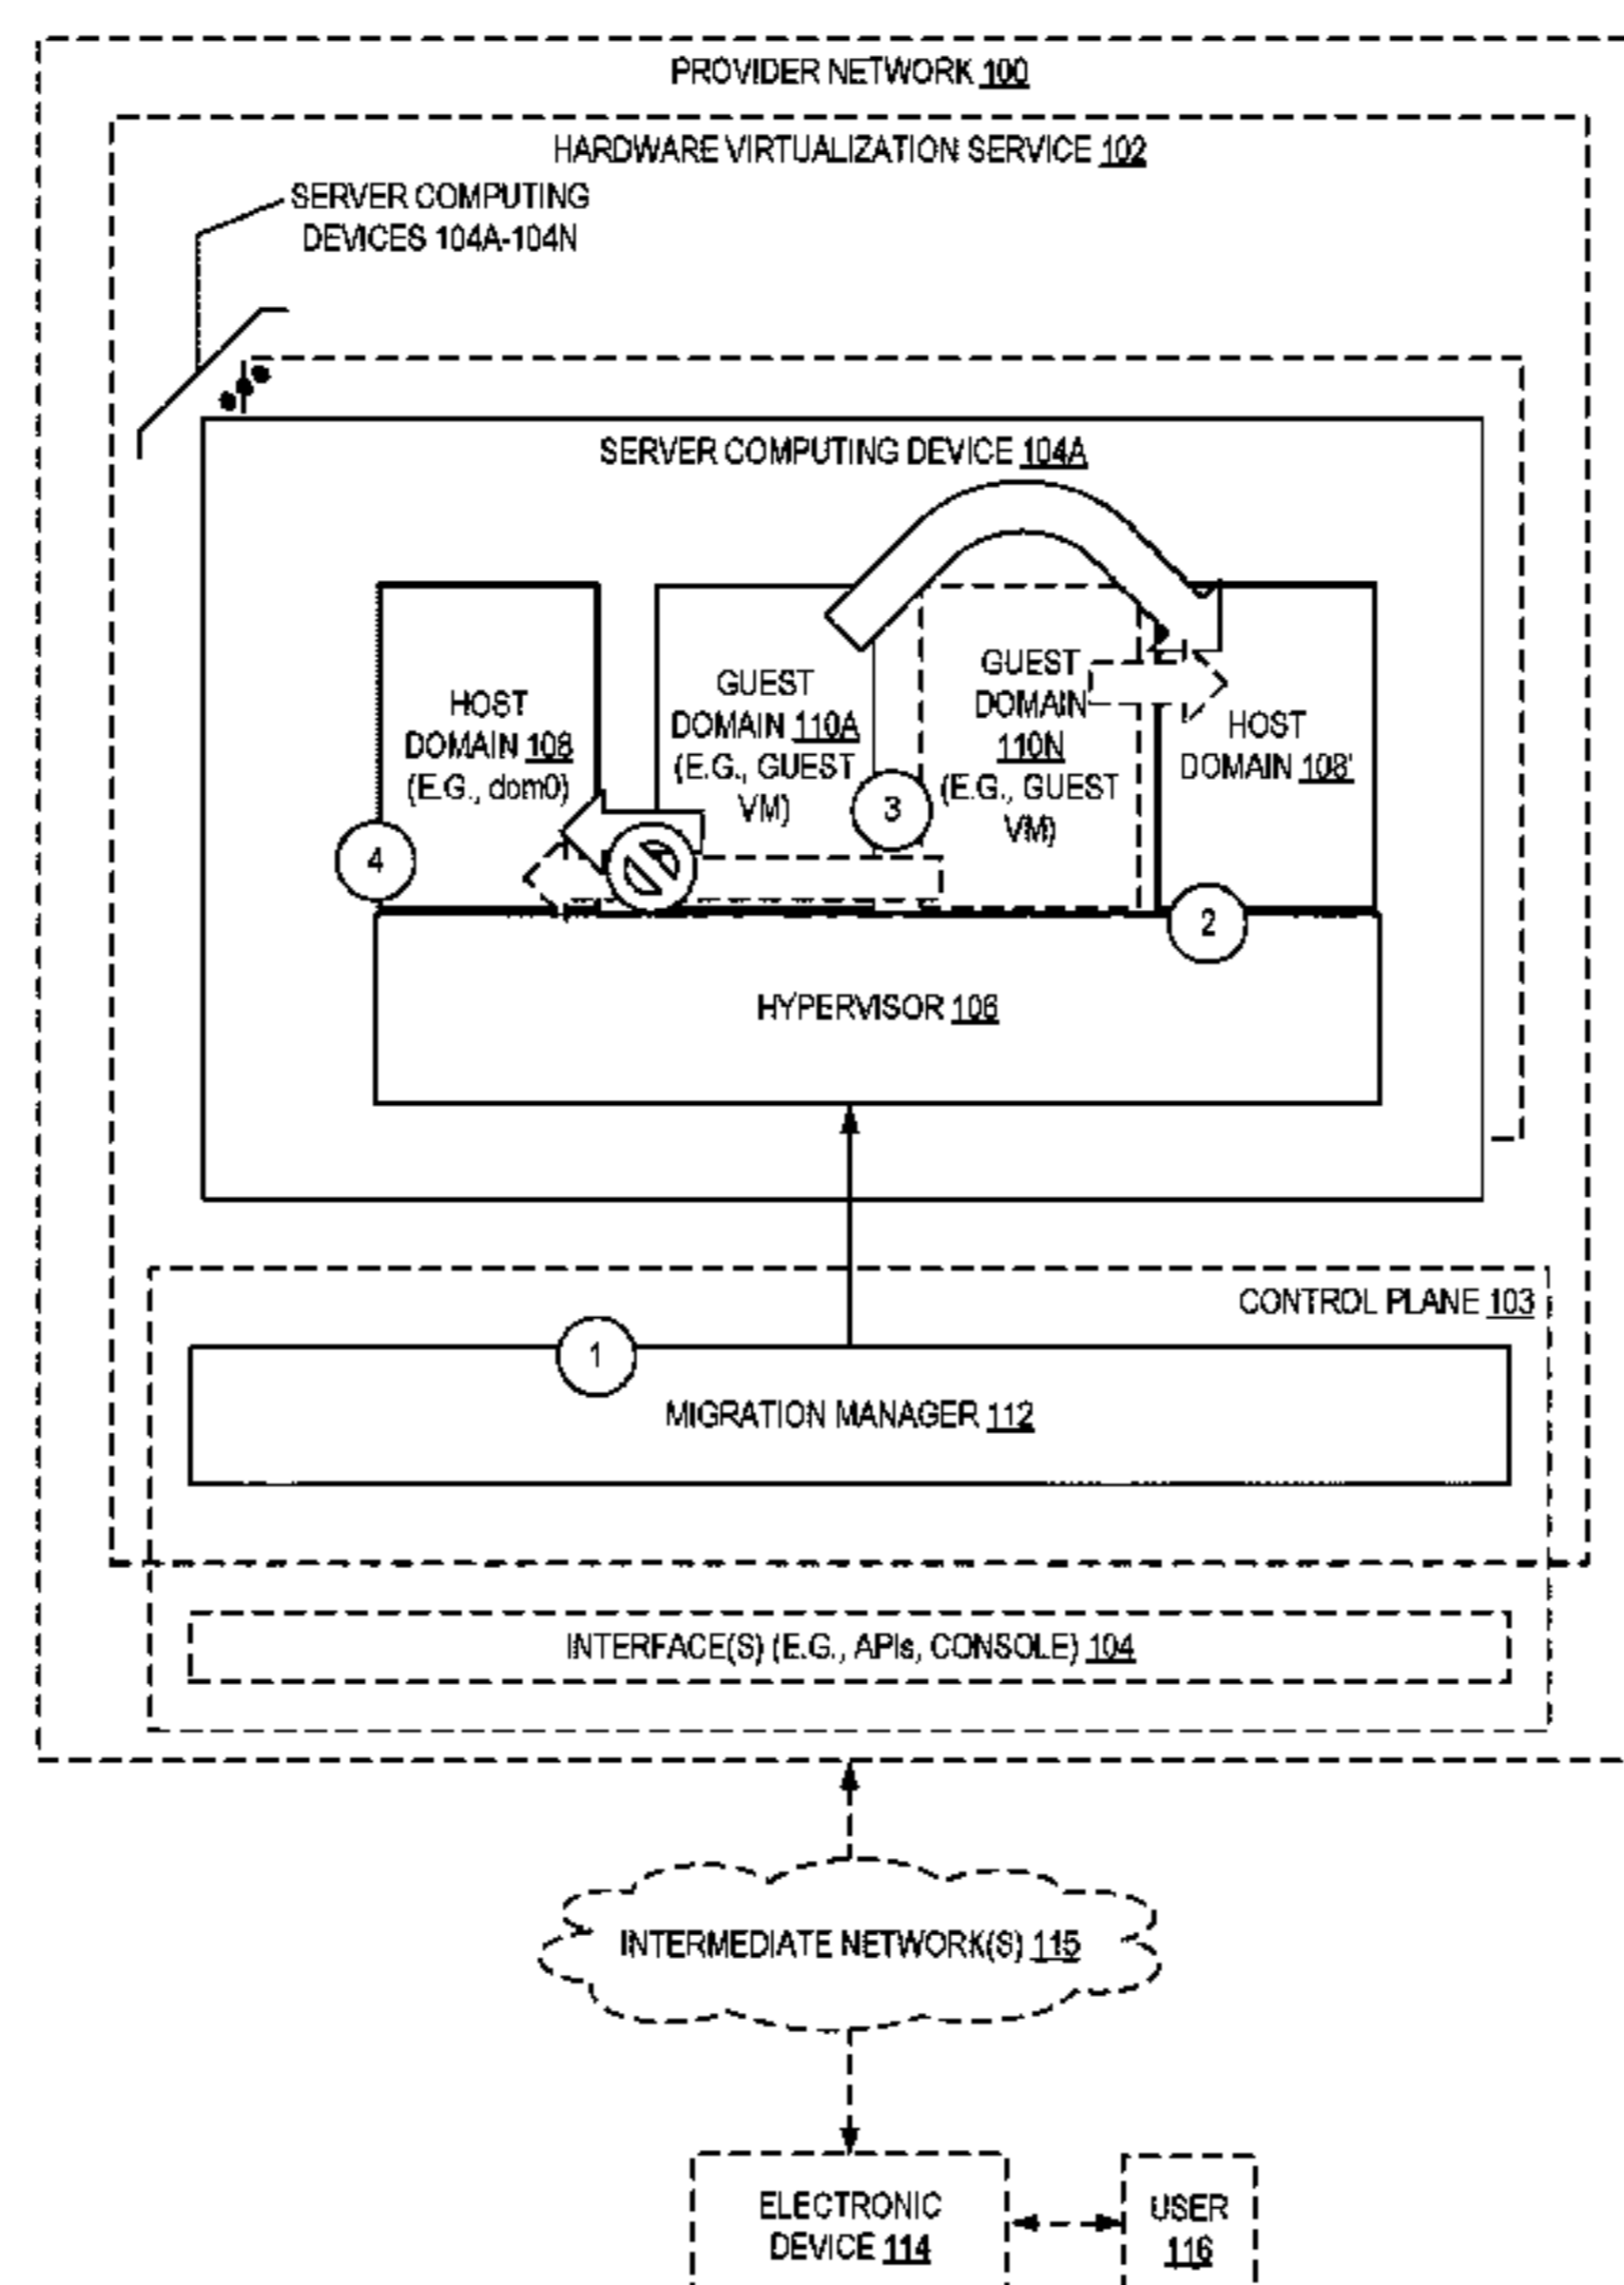 PROVIDER NETWORK 100
HARDWARE VIRTUALIZATION SERVICE 102
SERVER COMPUTING
DEVICES 104A-104N
SERVER COMPUTING DEVICE 104A
HOST
DOMAIN 108
(E.G., dom0)
GUEST
DOMAIN 110A
(E.G., GUEST
VM)
GUEST
DOMAIN
110N
(E.G., GUEST
VM)
HOST
DOMAIN 108'
4
3
2
HYPERVISOR 106
CONTROL PLANE 103
1
MIGRATION MANAGER 112
INTERFACE(S) (E.G., APIs, CONSOLE) 104
INTERMEDIATE NETWORK(S) 115
ELECTRONIC
DEVICE 114
USER
116